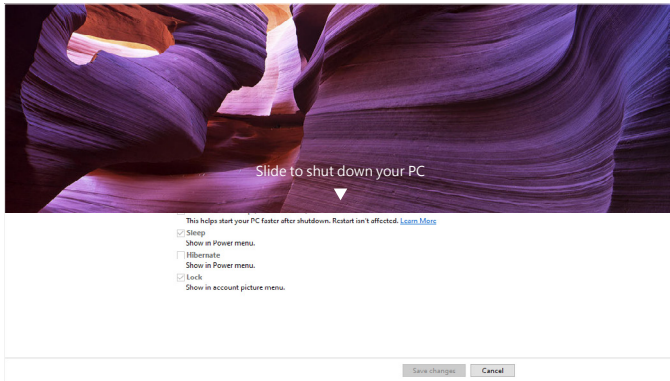 Slide to shut down your PC
This helps start your PC faster after shutdown. Restart isn't affected. Learn More
Sleep
Show in Power menu.
Hibernate
Show in Power menu.
Lock
Show in account picture menu.
Save changes
Cancel